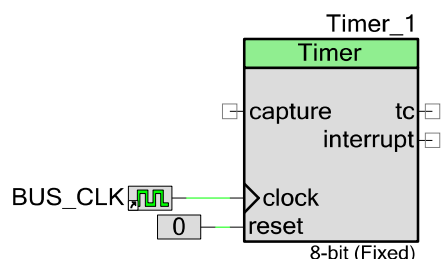 Timer_1
Timer
capture
tc
interrupt
BUS_CLK
clock
0
reset
8-bit (Fixed)